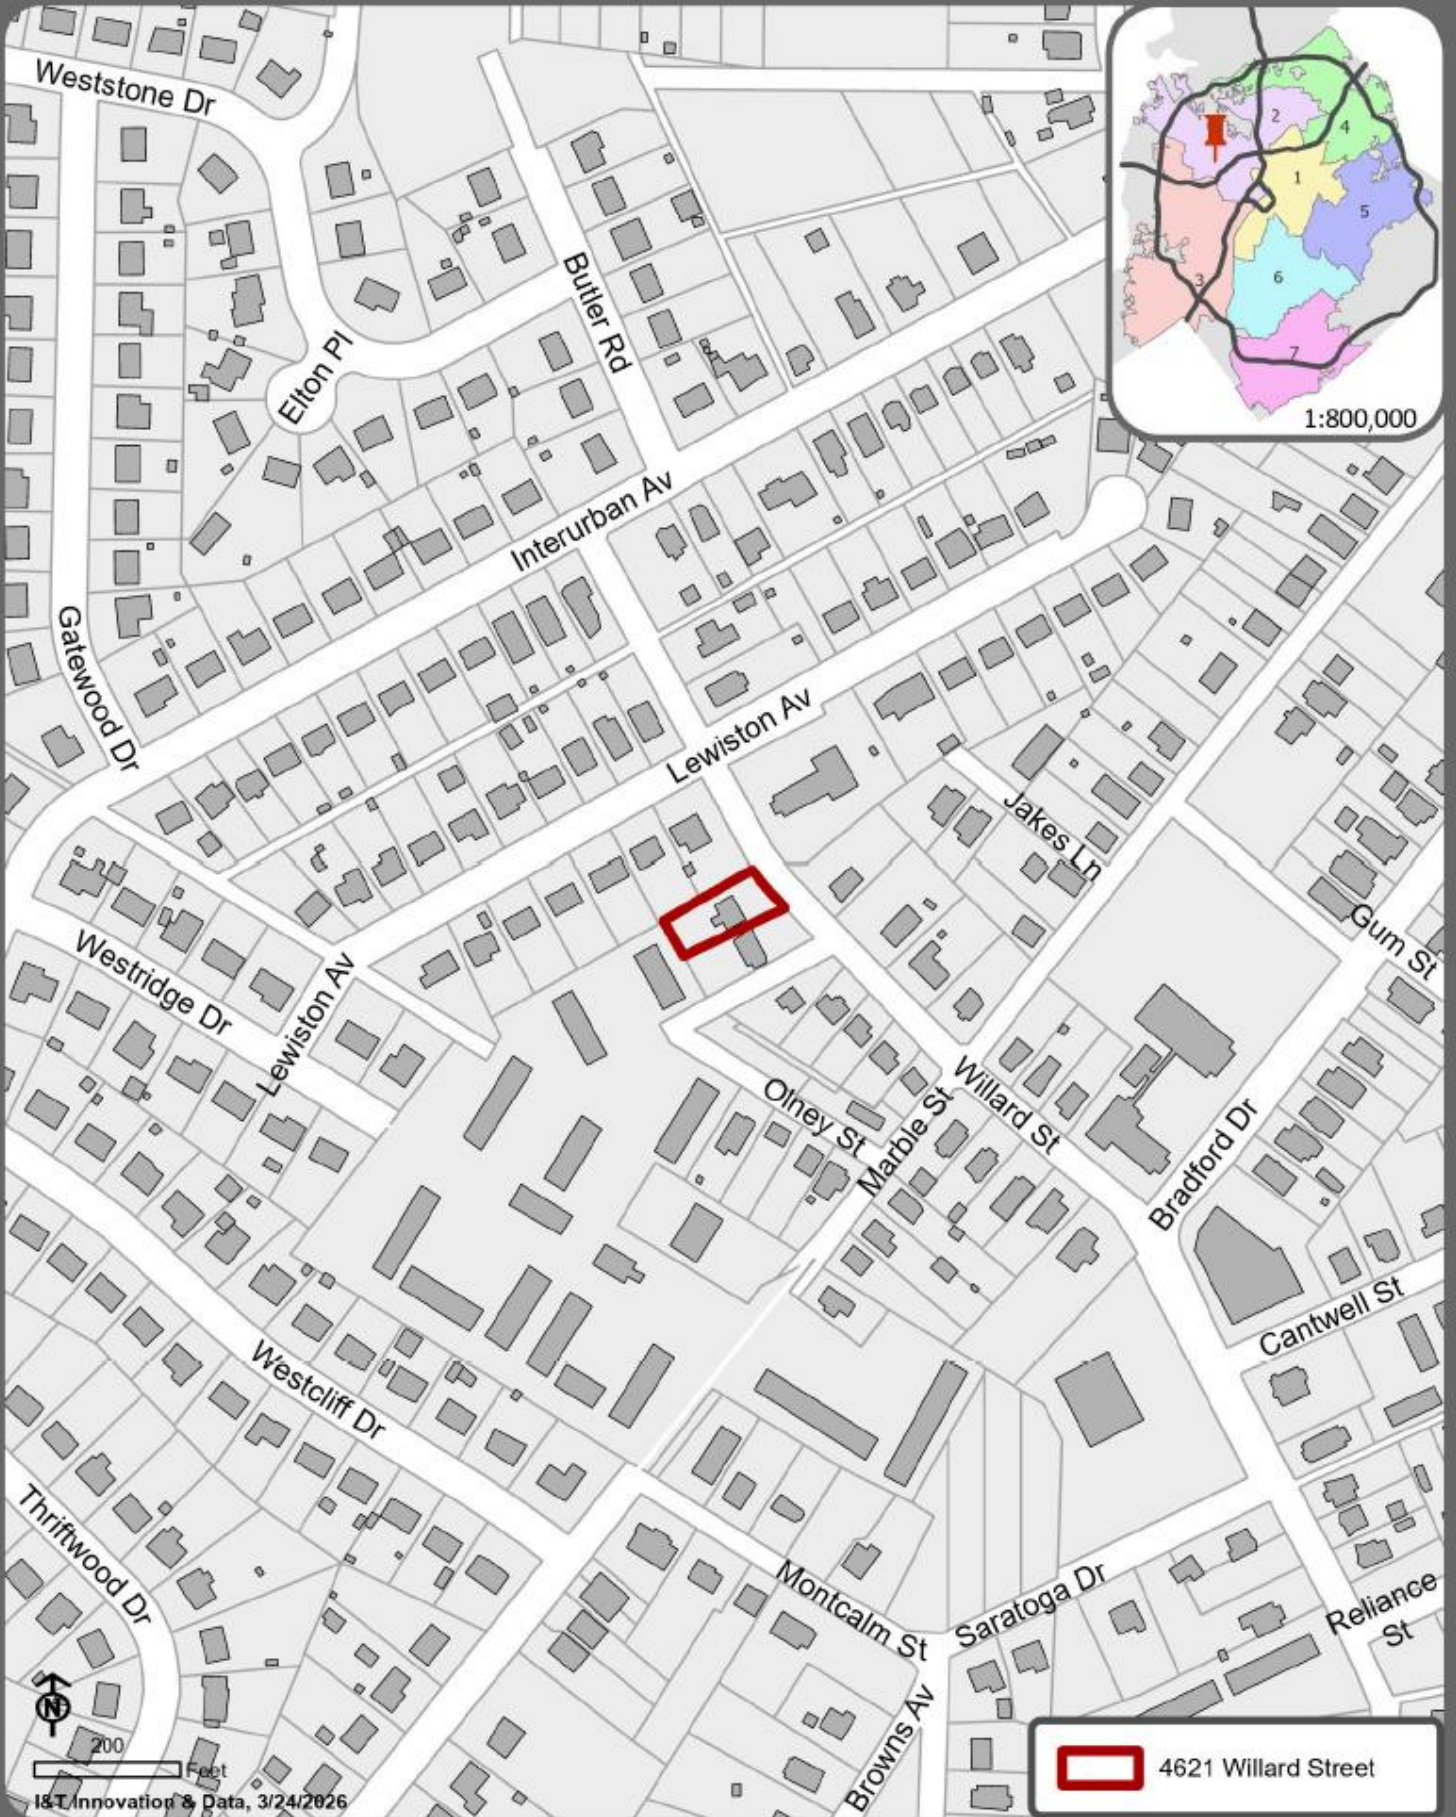 Weststone Dr
2
4
1
5
3
6
7
1:800,000
Butler Rd
Elton Pl
Interurban Av
Gatewood Dr
Lewiston Av
Jakes Ln
Gum St
Westridge Dr
Lewiston Av
Willard St
Olney St
Marble St
Bradford Dr
Cantwell St
Westcliff Dr
Thriftwood Dr
Montcalm St
Saratoga Dr
Reliance
St
Browns Av
N
200
Feet
I&T Innovation & Data, 3/24/2026
4621 Willard Street